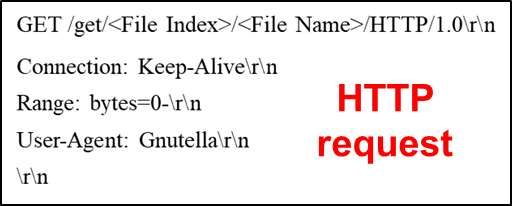 GET /get/<File Index>/<File Name>/HTTP/1.0\r\n
Connection: Keep-Alive\r\n
Range: bytes=0-\r\n
User-Agent: Gnutella\r\n
\r\n
HTTP
request